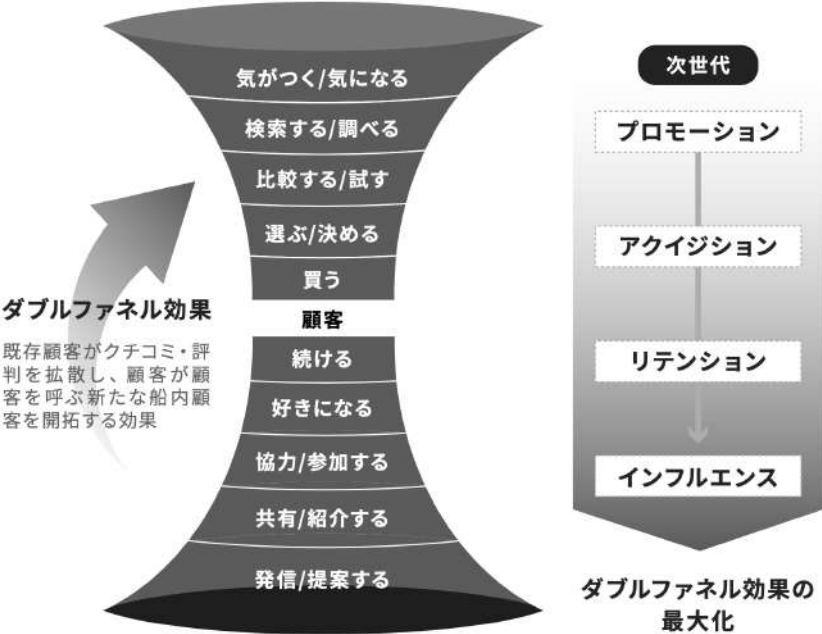 気がつく/気になる
検索する/調べる
比較する/試す
選ぶ/決める
買う
顧客
続ける
好きになる
協力/参加する
共有/紹介する
発信/提案する
ダブルファネル効果
既存顧客がクチコミ・評
判を拡散し、顧客が顧
客を呼ぶ新たな船内顧
客を開拓する効果
次世代
プロモーション
アクイジション
リテンション
インフルエンス
ダブルファネル効果の
最大化